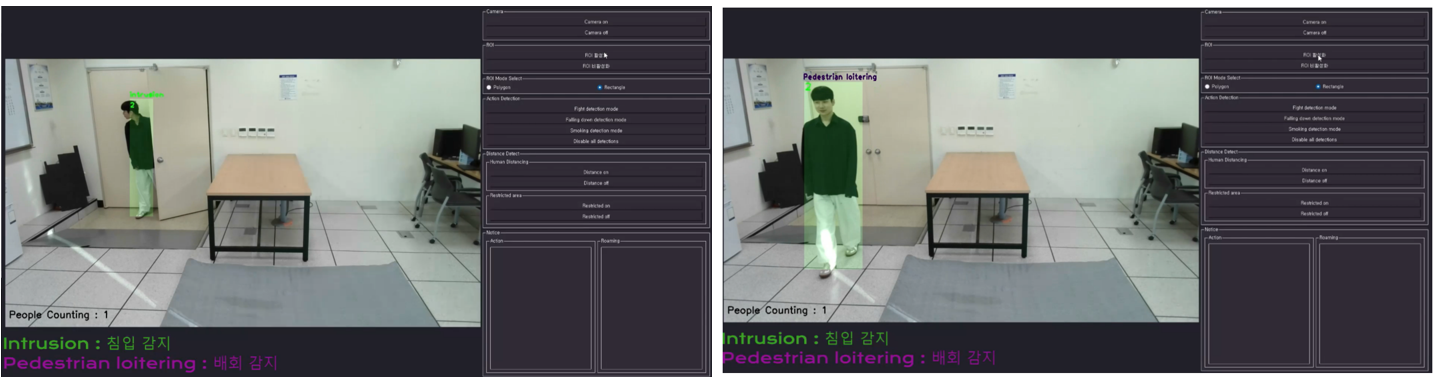 Camera
Camera on
Camera off
ROI
ROI 활성화
ROI 비활성화
ROI Mode Select
Polygon
Rectangle
Action Detection
Fight detection mode
Falling down detection mode
Smoking detection mode
Disable all detections
Distance Detect
Human Distancing
Distance on
Distance off
Restricted area
Restricted on
Restricted off
Notice
Action
Roaming
Intrusion
2
People Counting : 1
Intrusion : 침입 감지
Pedestrian loitering : 배회 감지
Camera
Camera on
Camera off
ROI
ROI 활성화
ROI 비활성화
ROI Mode Select
Polygon
Rectangle
Action Detection
Fight detection mode
Falling down detection mode
Smoking detection mode
Disable all detections
Distance Detect
Human Distancing
Distance on
Distance off
Restricted area
Restricted on
Restricted off
Notice
Action
Roaming
Pedestrian loitering
2
People Counting : 1
Intrusion : 침입 감지
Pedestrian loitering : 배회 감지